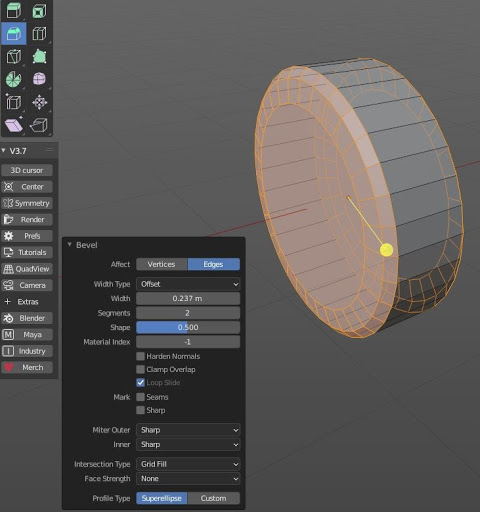 V3.7
3D cursor
Center
Symmetry
Render
Prefs
Tutorials
QuadView
Camera
Extras
Blender
Maya
Industry
Merch
Bevel
Affect Vertices Edges
Width Type Offset
Width 0.237 m
Segments 2
Shape 0.500
Material Index -1
Harden Normals
Clamp Overlap
Loop Slide
Mark Seams
Sharp
Miter Outer Sharp
Inner Sharp
Intersection Type Grid Fill
Face Strength None
Profile Type Superellipse Custom